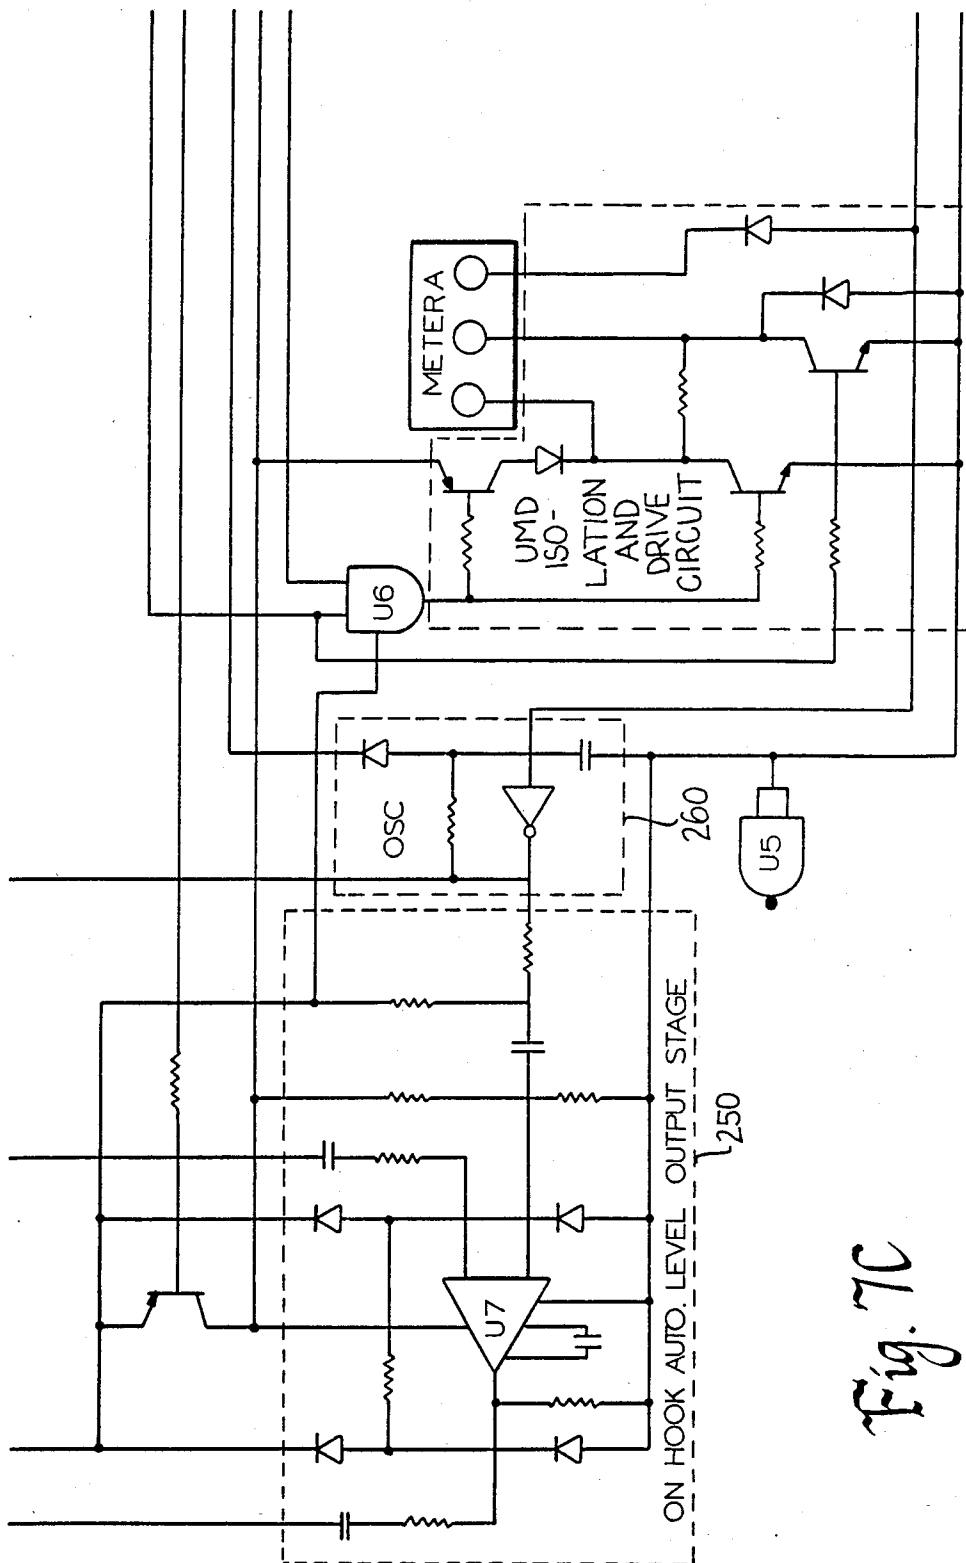 METER A
UMD
ISO-
LATION
AND
DRIVE
CIRCUIT
U6
OSC
260
U5
ON HOOK AUTO. LEVEL OUTPUT STAGE
250
U7
Fig. 7C